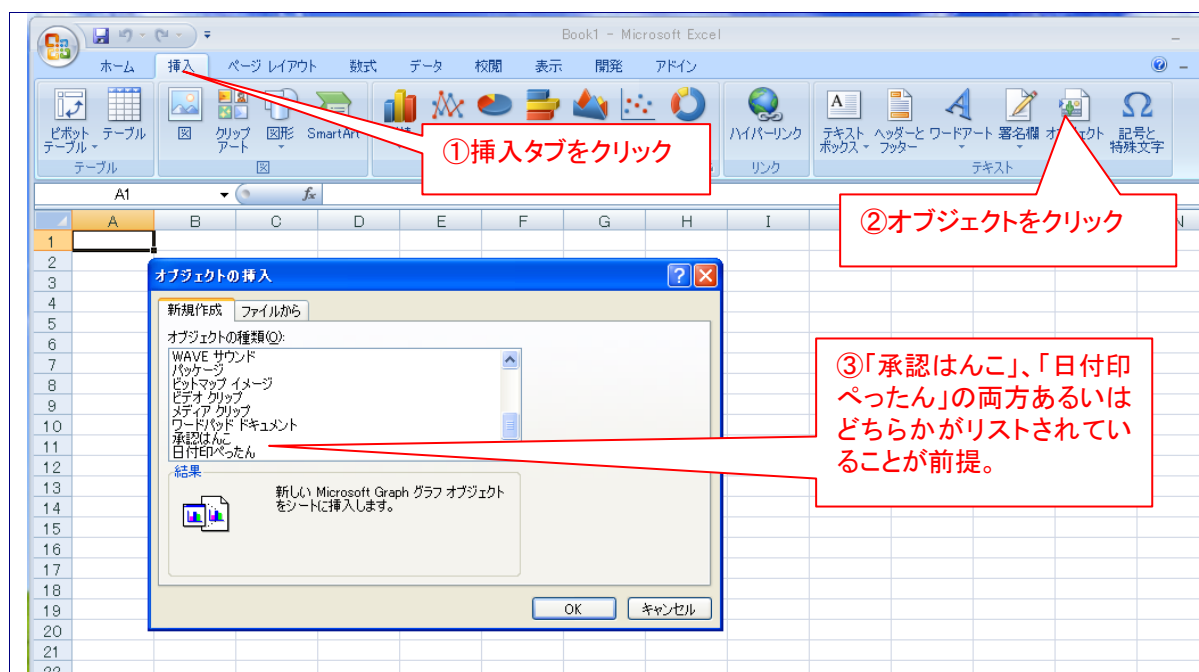 Book1 - Microsoft Excel
ホーム 挿入 ページ レイアウト 数式 データ 校閲 表示 開発 アドイン
ピボット テーブル 図 クリップ 図形 SmartArt ハイパーリンク テキスト ヘッダーと ワードアート 署名欄 記号と
テーブル アート ボックス フッター 特殊文字
テーブル 図 リンク テキスト
①挿入タブをクリック
②オブジェクトをクリック
A1 fx
A B C D E F G H I N
1
2
3
4
5
6
7
8
9
10
11
12
13
14
15
16
17
18
19
20
21
22
オブジェクトの挿入
新規作成 ファイルから
オブジェクトの種類(O):
WAVE サウンド
パッケージ
ビットマップ イメージ
ビデオ クリップ
メディア クリップ
ワードパッド ドキュメント
承認はんこ
日付印ぺったん
結果
新しい Microsoft Graph グラフ オブジェクト
をシートに挿入します。
OK キャンセル
③「承認はんこ」、「日付印
ぺったん」の両方あるいは
どちらかがリストされてい
ることが前提。